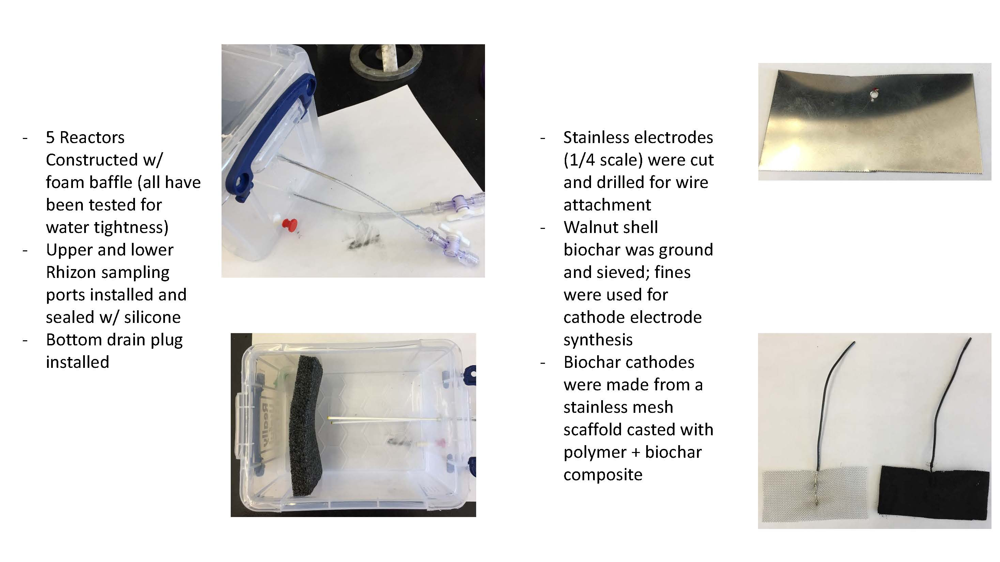 - 5 Reactors
Constructed w/
foam baffle (all have
been tested for
water tightness)
- Upper and lower
Rhizon sampling
ports installed and
sealed w/ silicone
- Bottom drain plug
installed
Really
- Stainless electrodes
(1/4 scale) were cut
and drilled for wire
attachment
- Walnut shell
biochar was ground
and sieved; fines
were used for
cathode electrode
synthesis
- Biochar cathodes
were made from a
stainless mesh
scaffold casted with
polymer + biochar
composite